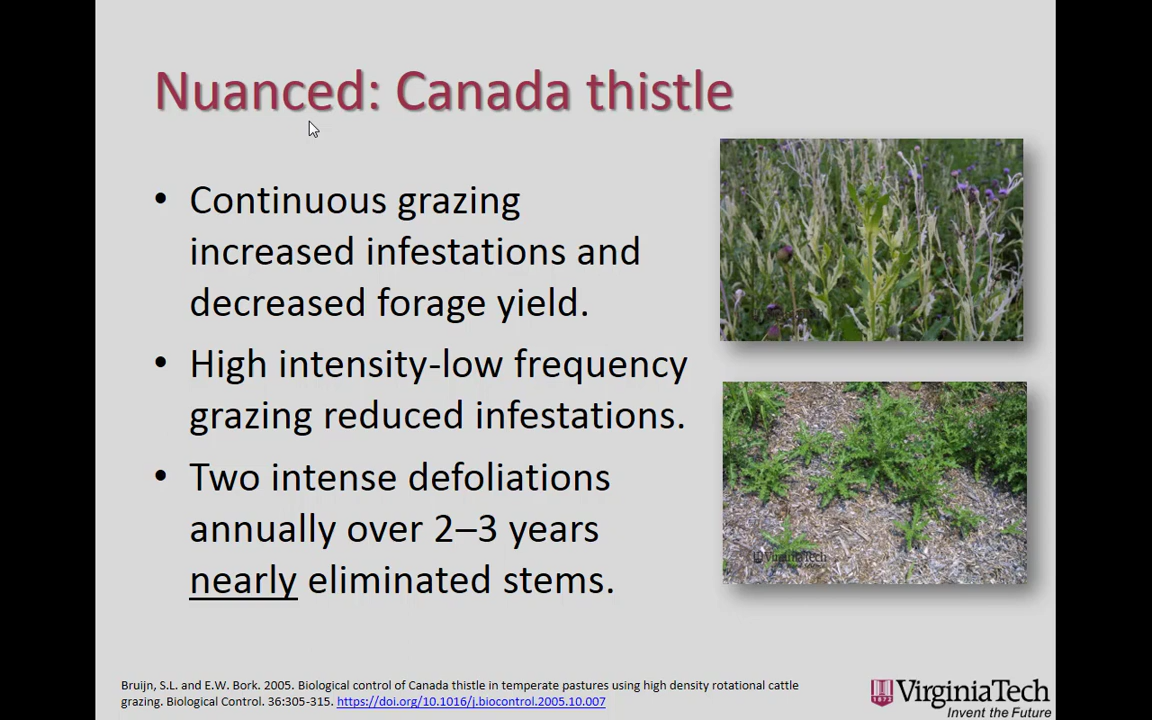 Nuanced: Canada thistle
• Continuous grazing
increased infestations and
decreased forage yield.
• High intensity-low frequency
grazing reduced infestations.
• Two intense defoliations
annually over 2–3 years
nearly eliminated stems.
VirginiaTech
Bruijn, S.L. and E.W. Bork. 2005. Biological control of Canada thistle in temperate pastures using high density rotational cattle
grazing. Biological Control. 36:305-315. https://doi.org/10.1016/j.biocontrol.2005.10.007
VirginiaTech
Invent the Future